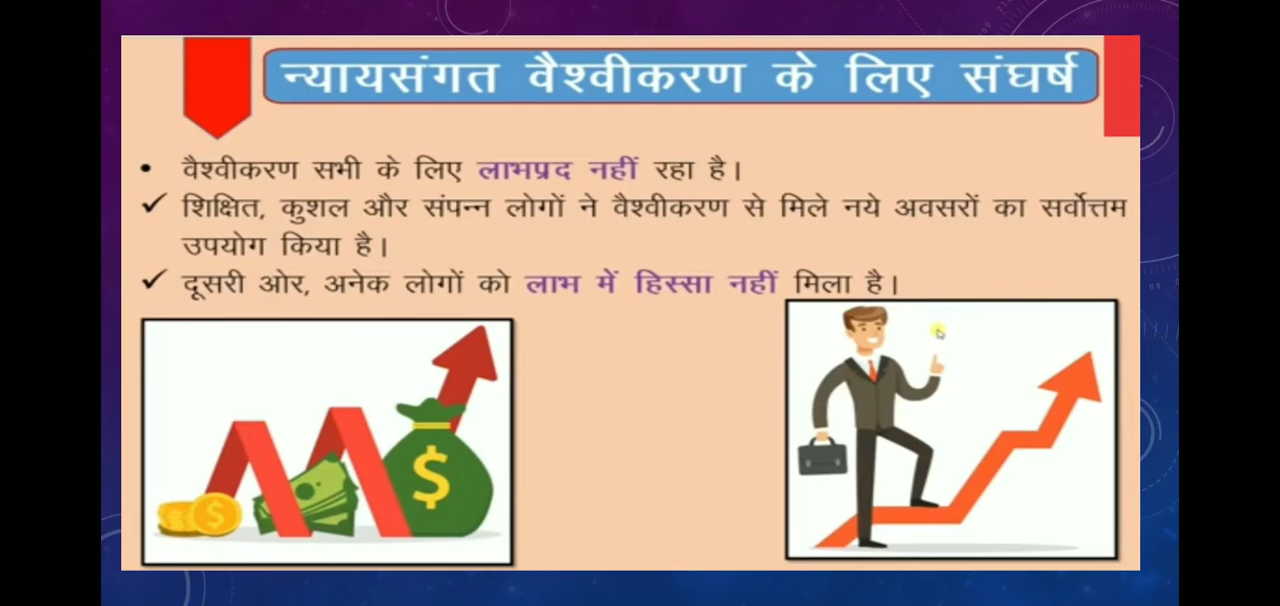 न्यायसंगत वैश्वीकरण के लिए संघर्ष
• वैश्वीकरण सभी के लिए लाभप्रद नहीं रहा है।
✓ शिक्षित, कुशल और संपन्न लोगों ने वैश्वीकरण से मिले नये अवसरों का सर्वोत्तम
उपयोग किया है।
✓ दूसरी ओर, अनेक लोगों को लाभ में हिस्सा नहीं मिला है।
$
$